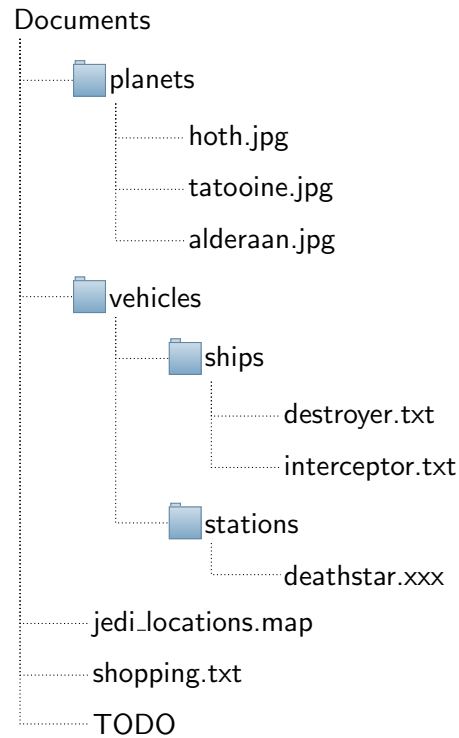 Documents
planets
hoth.jpg
tatooine.jpg
alderaan.jpg
vehicles
ships
destroyer.txt
interceptor.txt
stations
deathstar.xxx
jedi_locations.map
shopping.txt
TODO